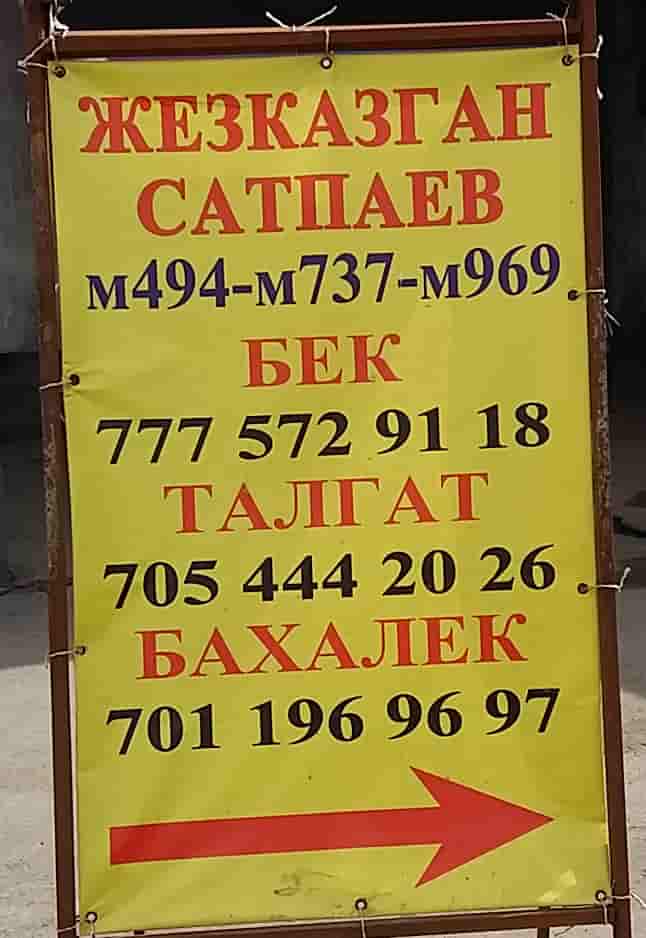 ЖЕЗКАЗГАН
САТПАЕВ
м494-м737-м969
БЕК
777 572 91 18
ТАЛГАТ
705 444 20 26
БАХАЛЕК
701 196 96 97